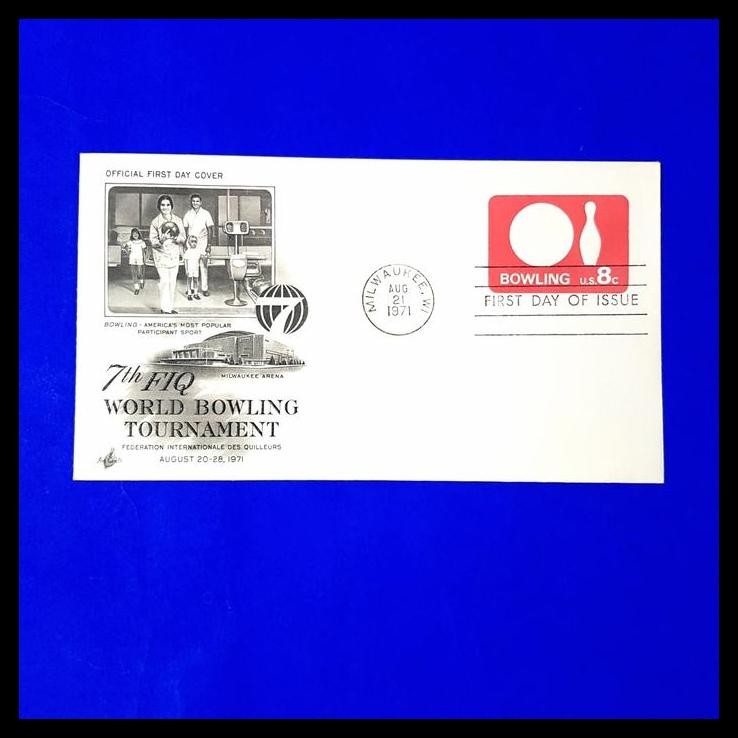 OFFICIAL FIRST DAY COVER
7
BOWLING - AMERICA'S MOST POPULAR
PARTICIPANT SPORT
MILWAUKEE ARENA
7th FIQ
WORLD BOWLING
TOURNAMENT
FEDERATION INTERNATIONALE DES QUILLEURS
AUGUST 20-28, 1971
MILWAUKEE, WI
AUG
21
1971
BOWLING U.S. 8c
FIRST DAY OF ISSUE